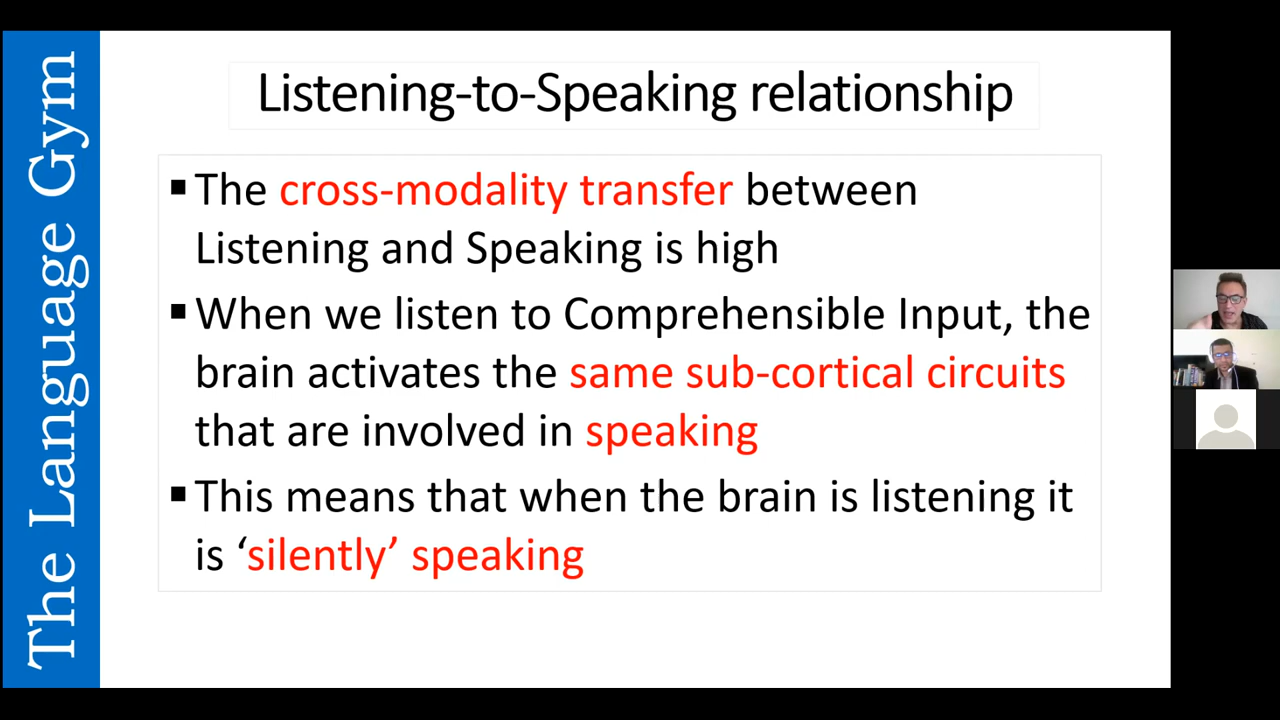 The Language Gym
Listening-to-Speaking relationship
▪ The cross-modality transfer between
Listening and Speaking is high
▪ When we listen to Comprehensible Input, the
brain activates the same sub-cortical circuits
that are involved in speaking
▪ This means that when the brain is listening it
is ‘silently’ speaking